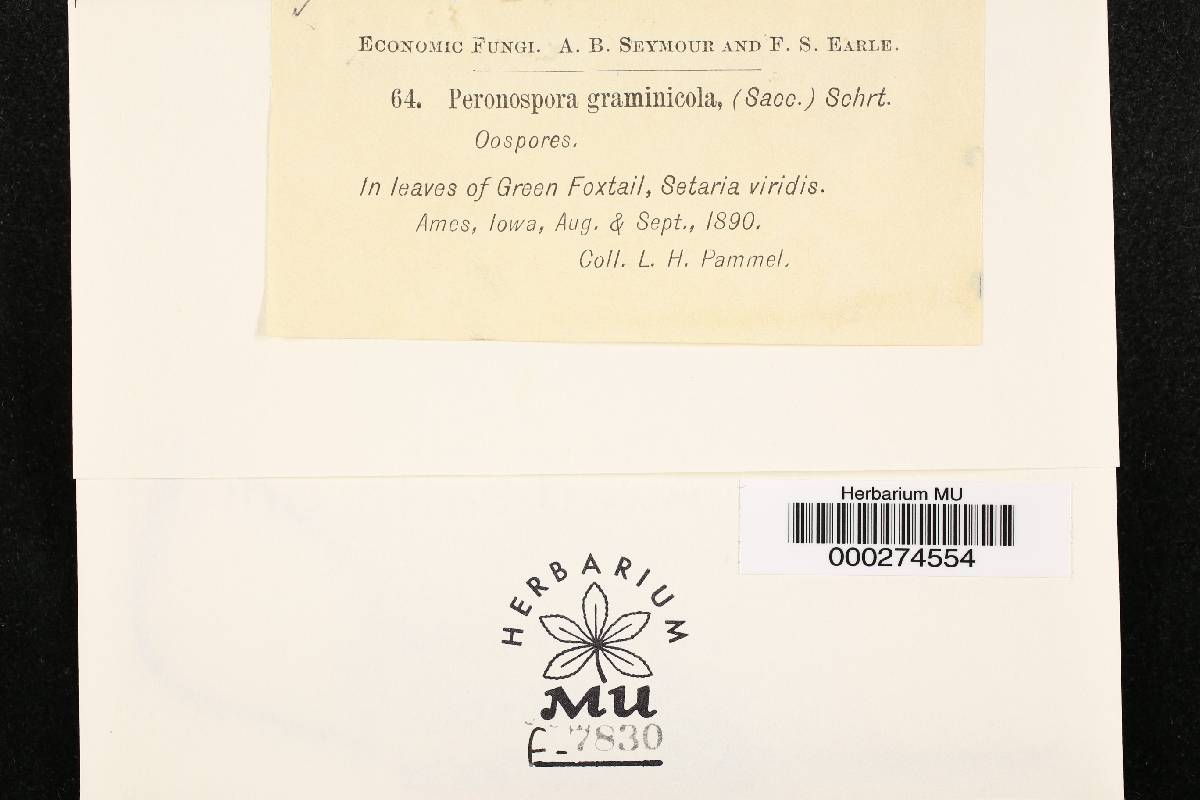 ECONOMIC FUNGI. A. B. SEYMOUR AND F. S. EARLE.
64. Peronospora graminicola, (Sacc.) Schrt.
Oospores.
In leaves of Green Foxtail, Setaria viridis.
Ames, Iowa, Aug. & Sept., 1890.
Coll. L. H. Pammel.
Herbarium MU
000274554
HERBARIUM
MU
F-7830